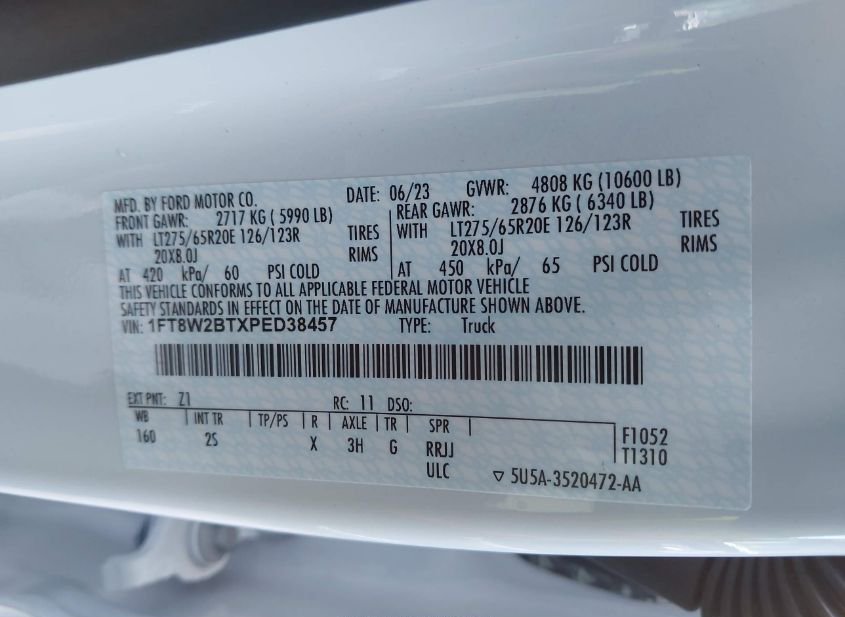 MFD. BY FORD MOTOR CO. DATE: 06/23 GVWR: 4808 KG (10600 LB)
FRONT GAWR: 2717 KG ( 5990 LB) REAR GAWR: 2876 KG ( 6340 LB)
WITH LT275/65R20E 126/123R TIRES WITH LT275/65R20E 126/123R TIRES
20X8.0J RIMS 20X8.0J RIMS
AT 420 kPa/ 60 PSI COLD AT 450 kPa/ 65 PSI COLD
THIS VEHICLE CONFORMS TO ALL APPLICABLE FEDERAL MOTOR VEHICLE
SAFETY STANDARDS IN EFFECT ON THE DATE OF MANUFACTURE SHOWN ABOVE.
VIN: 1FT8W2BTXPED38457 TYPE: Truck
EXT PNT: Z1 RC: 11 DSO:
WB INT TR TP/PS R AXLE TR SPR
160 2S X 3H G RRJJ F1052
ULC T1310
5U5A-3520472-AA